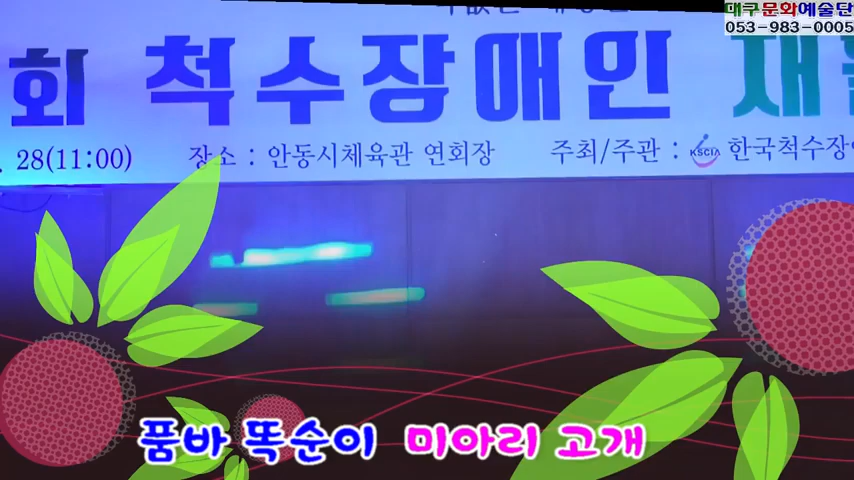 대구문화예술단
053-983-0005
회 척수장애인
. 28(11:00) 장소 : 안동시체육관 연회장 주최/주관 : KSCIA 한국척수장
품바 똑순이 미아리 고개